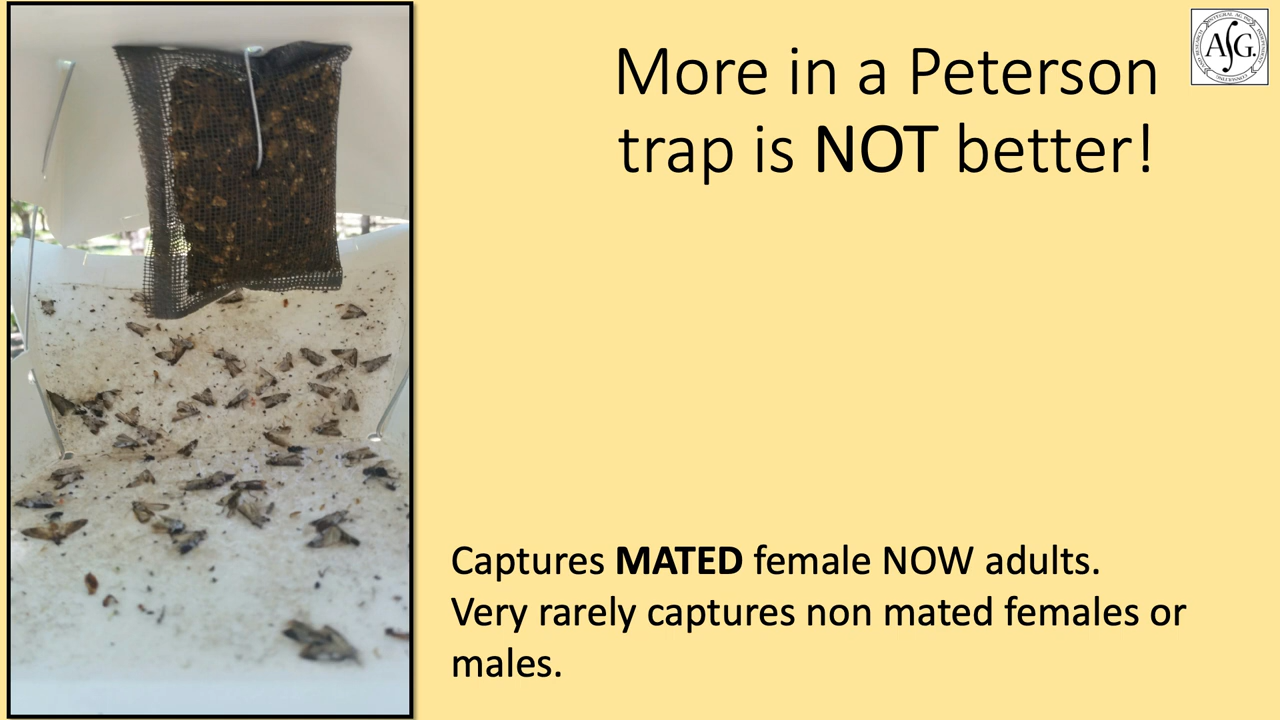 More in a Peterson
trap is NOT better!
ASG.
Captures MATED female NOW adults.
Very rarely captures non mated females or
males.